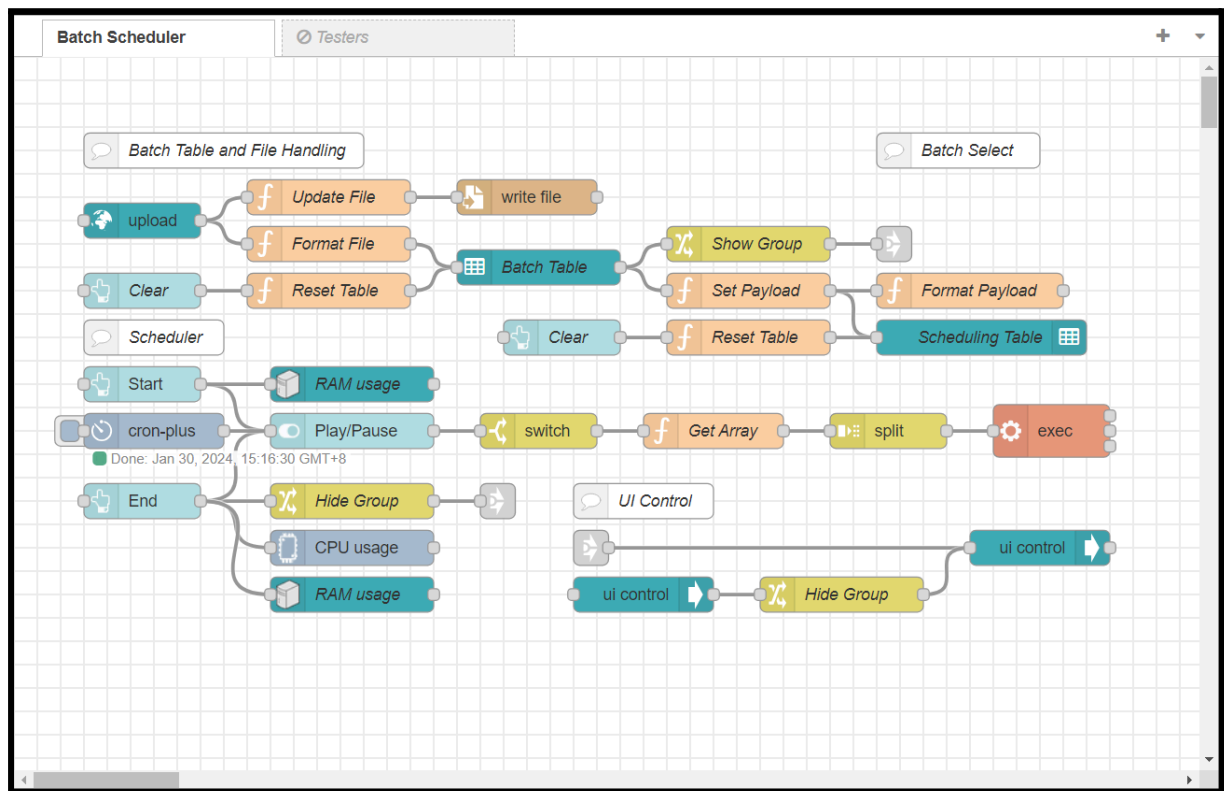 Batch Scheduler
Testers
Batch Table and File Handling
Batch Select
Update File
write file
upload
Format File
Show Group
Batch Table
Clear
Reset Table
Set Payload
Format Payload
Scheduler
Clear
Reset Table
Scheduling Table
Start
RAM usage
cron-plus
Play/Pause
switch
Get Array
split
exec
Done: Jan 30, 2024, 15:16:30 GMT+8
End
Hide Group
UI Control
CPU usage
ui control
RAM usage
ui control
Hide Group